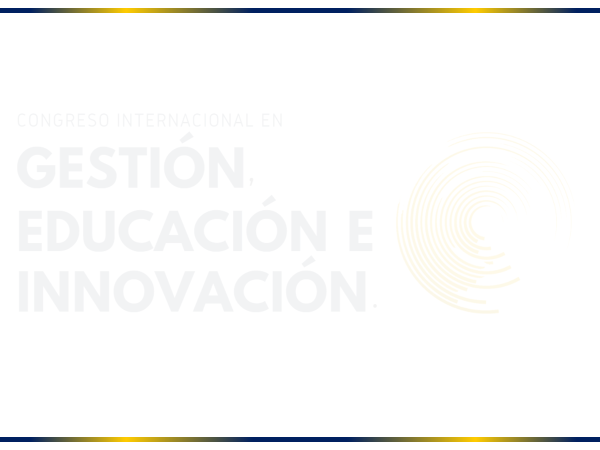 CONGRESO INTERNACIONAL EN
GESTIÓN,
EDUCACIÓN E
INNOVACIÓN.